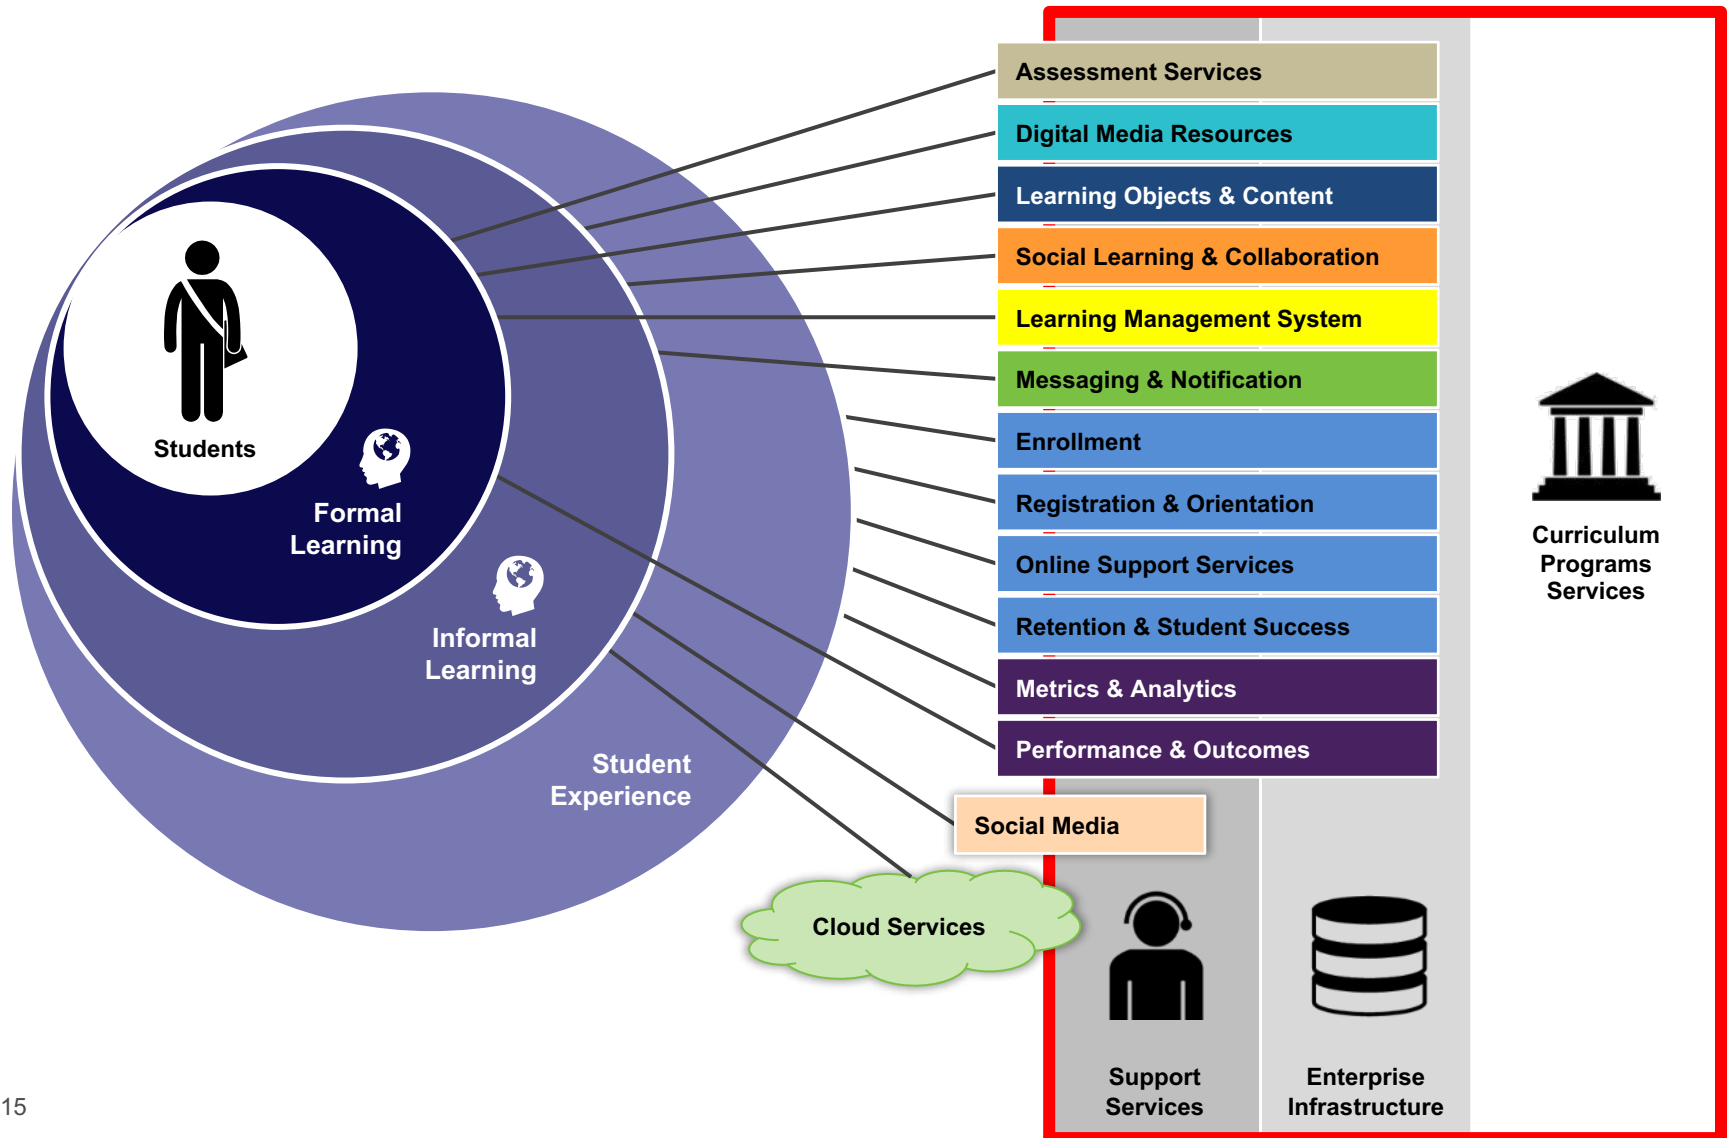 Assessment Services
Digital Media Resources
Learning Objects & Content
Social Learning & Collaboration
Learning Management System
Messaging & Notification
Enrollment
Registration & Orientation
Online Support Services
Retention & Student Success
Metrics & Analytics
Performance & Outcomes
Social Media
Cloud Services
Students
Formal
Learning
Informal
Learning
Student
Experience
Curriculum
Programs
Services
Support
Services
Enterprise
Infrastructure
15